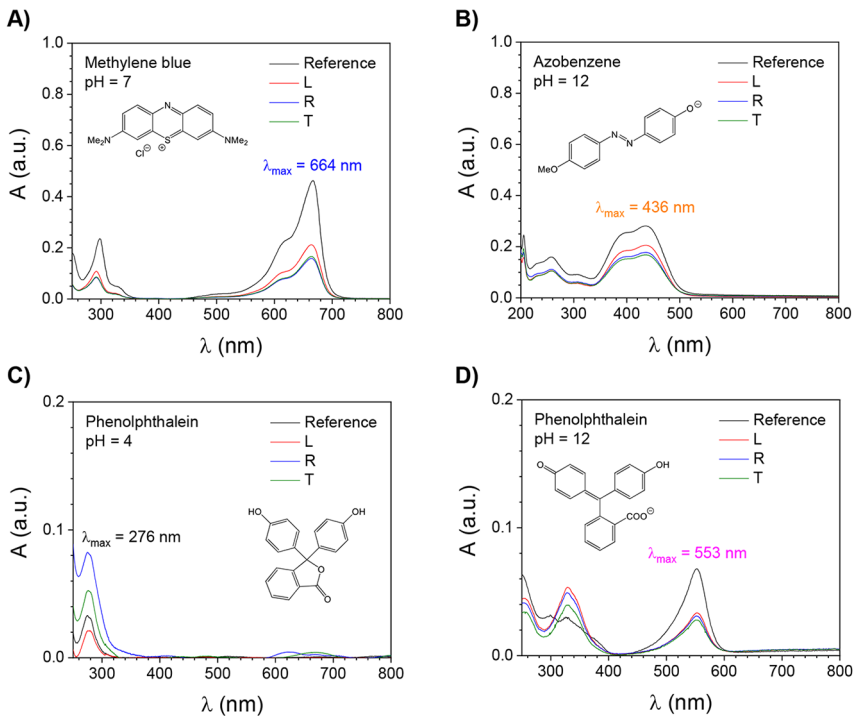 A)
Methylene blue
pH = 7
Reference
L
R
T
N
Me₂N
S
⊕
NMe₂
Cl⊖
λmax = 664 nm
A (a.u.)
1.0
0.8
0.6
0.4
0.2
0.0
300 400 500 600 700 800
λ (nm)
B)
Azobenzene
pH = 12
Reference
L
R
T
O⊖
N
N
MeO
λmax = 436 nm
A (a.u.)
1.0
0.8
0.6
0.4
0.2
0.0
200 300 400 500 600 700 800
λ (nm)
C)
Phenolphthalein
pH = 4
Reference
L
R
T
λmax = 276 nm
HO
OH
O
O
A (a.u.)
0.2
0.1
0.0
300 400 500 600 700 800
λ (nm)
D)
Phenolphthalein
pH = 12
Reference
L
R
T
O
OH
COO⊖
λmax = 553 nm
A (a.u.)
0.2
0.1
0.0
300 400 500 600 700 800
λ (nm)